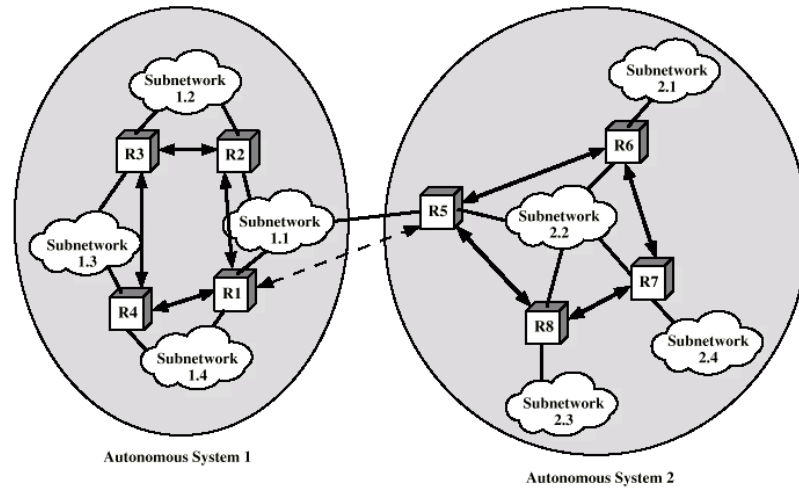 Subnetwork
1.2
R3
R2
Subnetwork
1.1
Subnetwork
1.3
R4
R1
Subnetwork
1.4
Autonomous System 1
Subnetwork
2.1
R6
R5
Subnetwork
2.2
R7
R8
Subnetwork
2.4
Subnetwork
2.3
Autonomous System 2